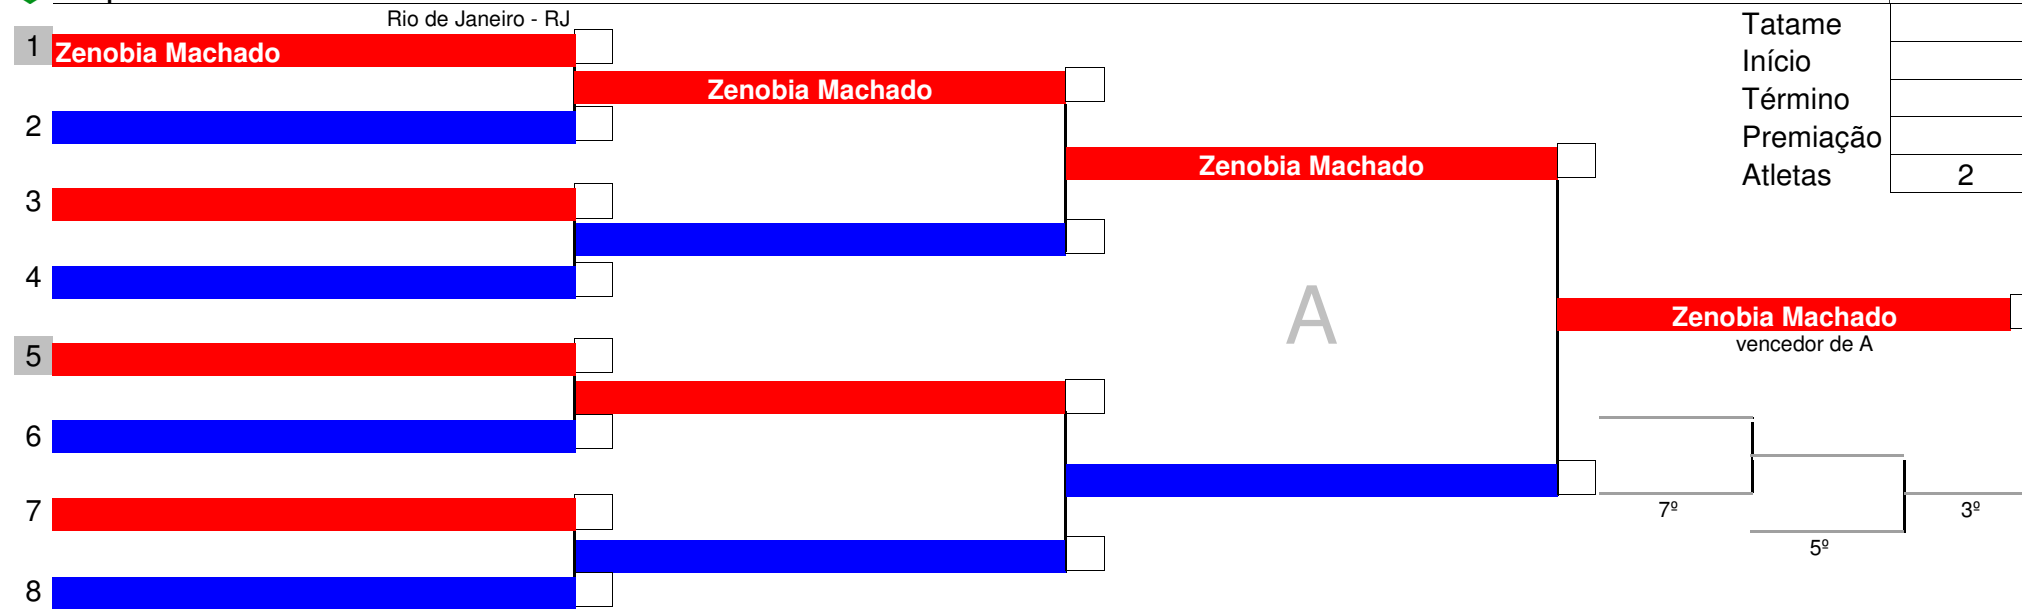 Rio de Janeiro - RJ
Tatame
1 Zenobia Machado
Início
Zenobia Machado
Término
2
Premiação
Zenobia Machado
Atletas 2
3
4
A
Zenobia Machado
vencedor de A
5
6
7
7º
3º
5º
8